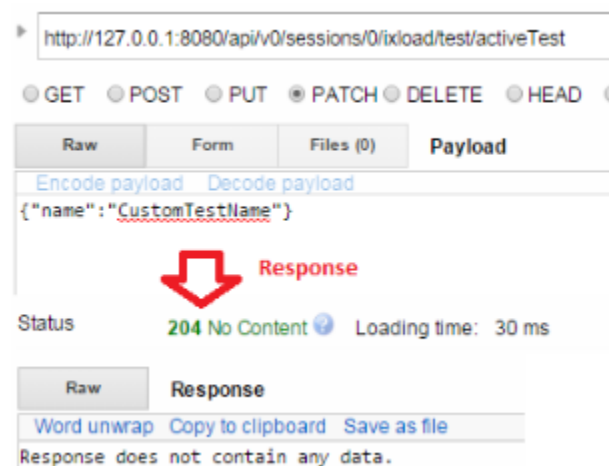 http://127.0.0.1:8080/api/v0/sessions/0/ixload/test/activeTest
GET POST PUT PATCH DELETE HEAD
Raw Form Files (0) Payload
Encode payload Decode payload
{"name":"CustomTestName"}
Response
Status 204 No Content ? Loading time: 30 ms
Raw Response
Word unwrap Copy to clipboard Save as file
Response does not contain any data.